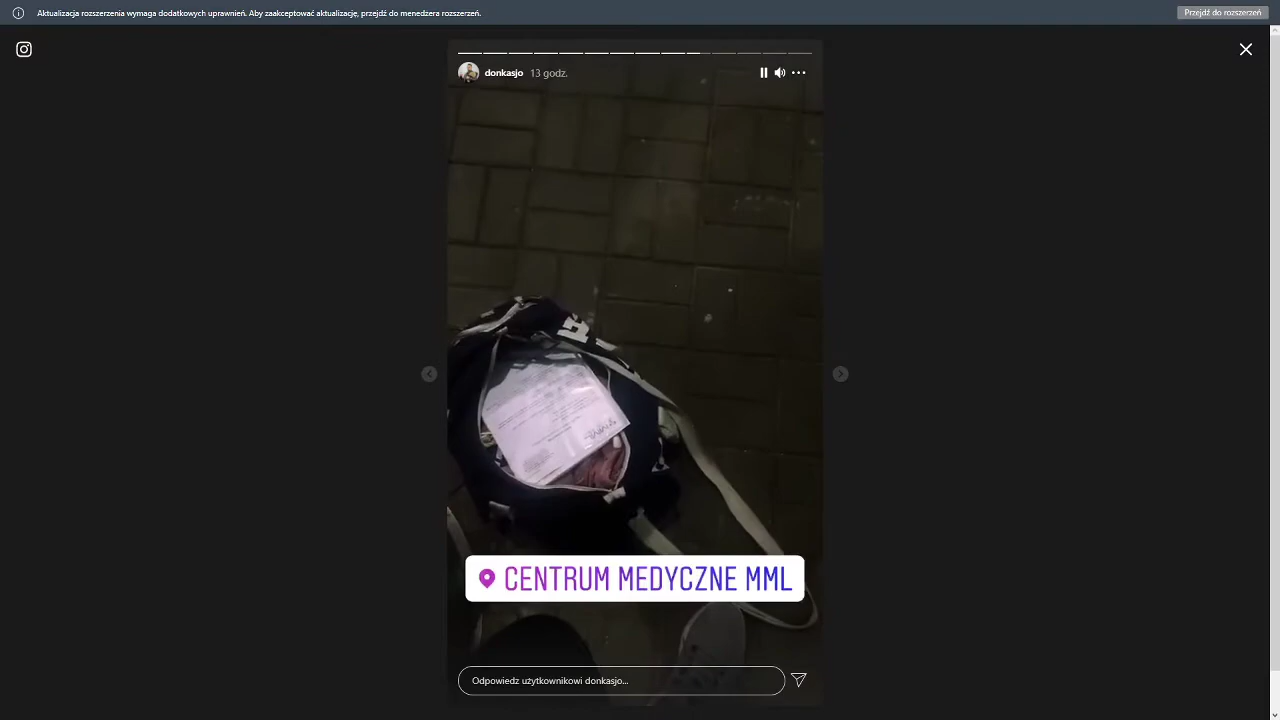 Aktualizacja rozszerzenia wymaga dodatkowych uprawnień. Aby zaakceptować aktualizację, przejdź do menedżera rozszerzeń.
Przejdź do rozszerzeń
donkasjo 13 godz.
CENTRUM MEDYCZNE MML
Odpowiedz użytkownikowi donkasjo...